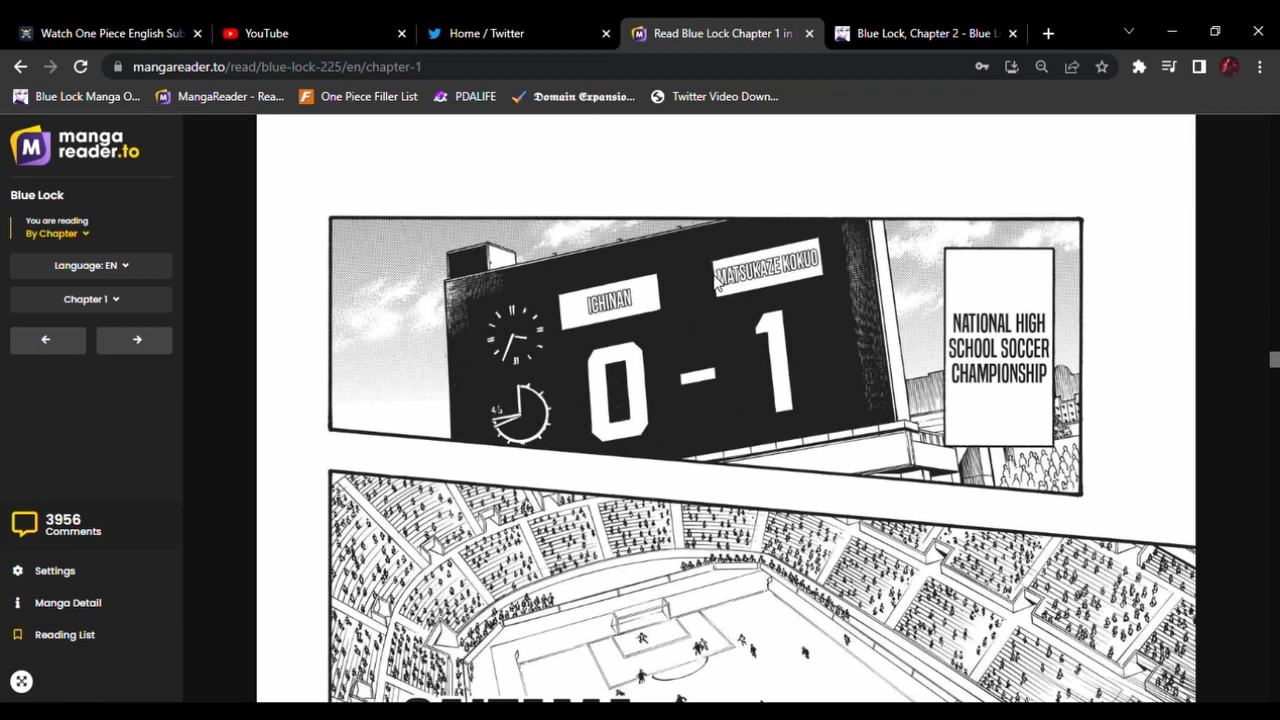 Watch One Piece English Sub
YouTube
Home / Twitter
Read Blue Lock Chapter 1 in
Blue Lock, Chapter 2 - Blue L
mangareader.to/read/blue-lock-225/en/chapter-1
Blue Lock Manga O...
MangaReader - Rea...
One Piece Filler List
PDALIFE
𝕯𝖔𝖒𝖆𝖎𝖓 𝕰𝖝𝖕𝖆𝖓𝖘𝖎𝖔...
Twitter Video Down...
M
manga
reader.to
Blue Lock
You are reading
By Chapter
Language: EN
Chapter 1
3956
Comments
Settings
Manga Detail
Reading List
ICHINAN
MATSUKAZE KOKUO
0 - 1
45
NATIONAL HIGH
SCHOOL SOCCER
CHAMPIONSHIP